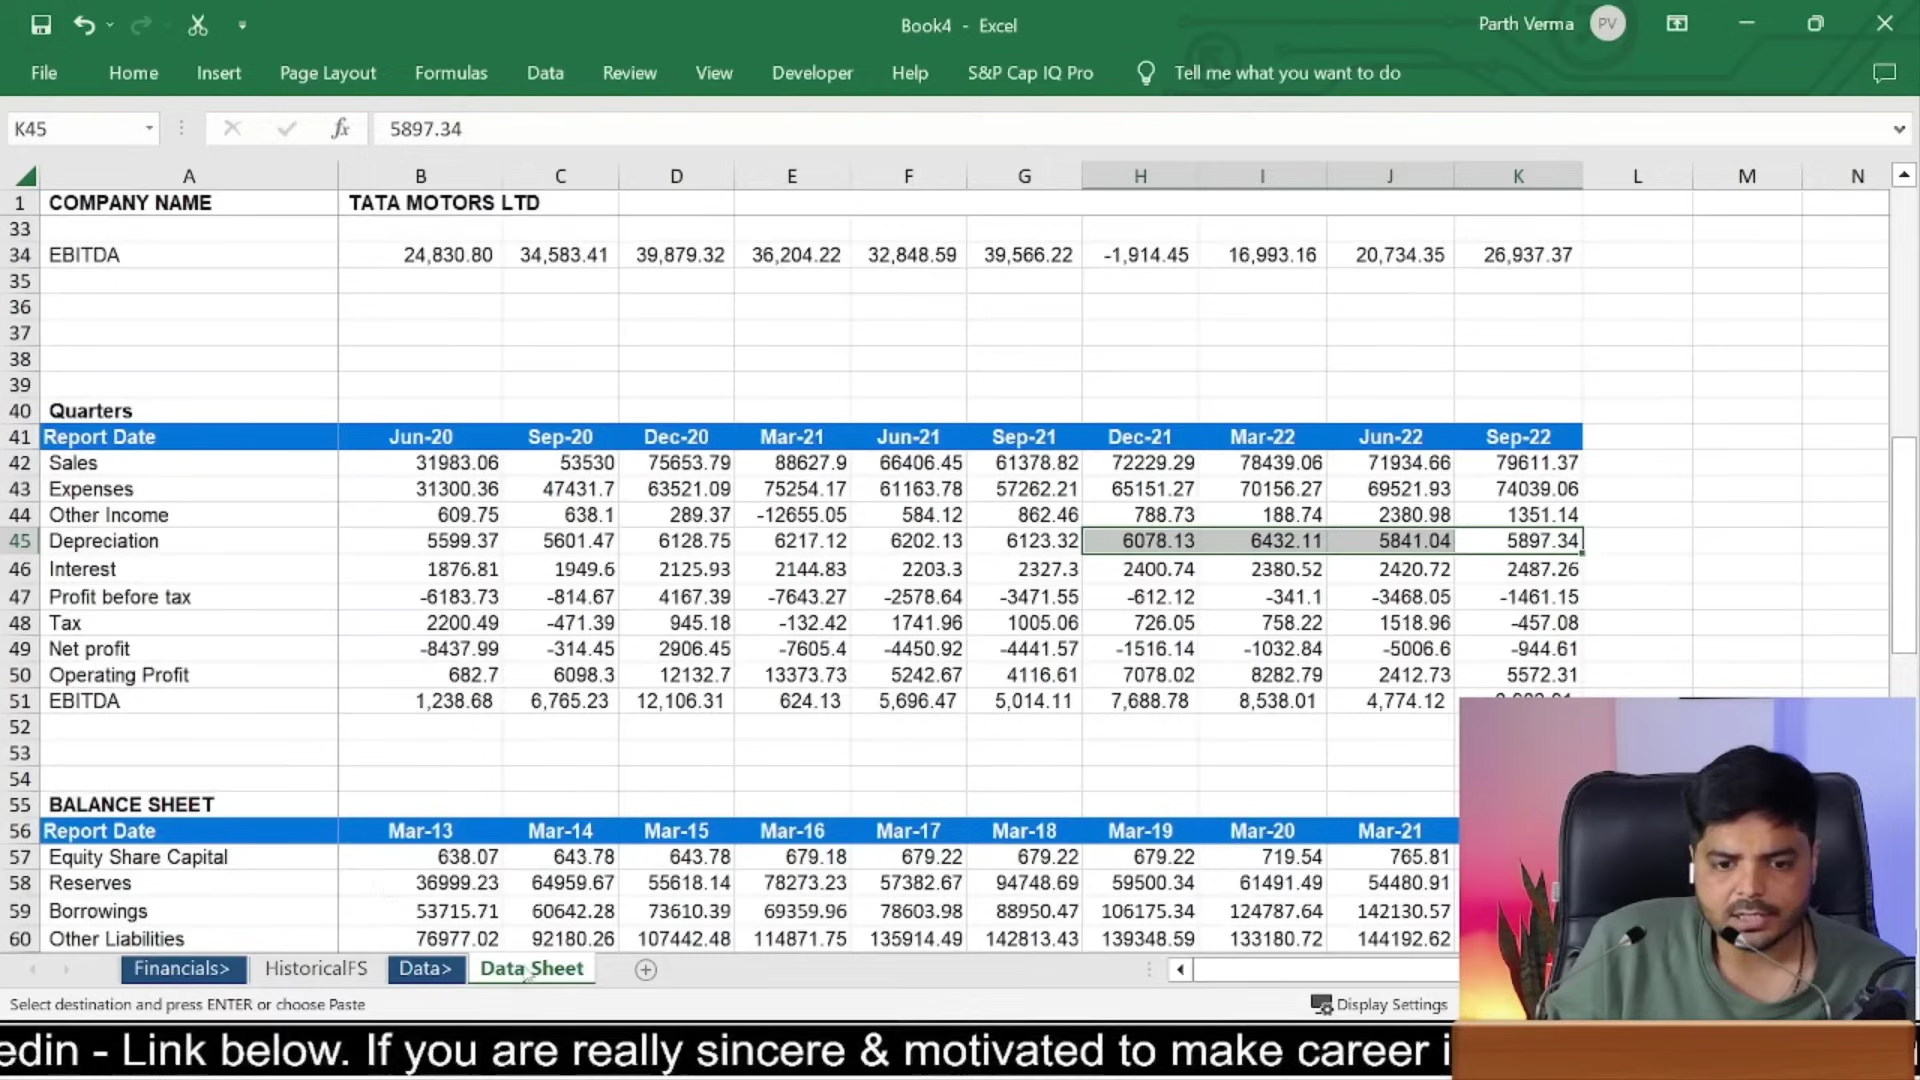 Book4 - Excel
Parth Verma PV
File Home Insert Page Layout Formulas Data Review View Developer Help S&P Cap IQ Pro Tell me what you want to do
K45 fx 5897.34
A B C D E F G H I J K L M N
1 COMPANY NAME TATA MOTORS LTD
33
34 EBITDA 24,830.80 34,583.41 39,879.32 36,204.22 32,848.59 39,566.22 -1,914.45 16,993.16 20,734.35 26,937.37
35
36
37
38
39
40 Quarters
41 Report Date Jun-20 Sep-20 Dec-20 Mar-21 Jun-21 Sep-21 Dec-21 Mar-22 Jun-22 Sep-22
42 Sales 31983.06 53530 75653.79 88627.9 66406.45 61378.82 72229.29 78439.06 71934.66 79611.37
43 Expenses 31300.36 47431.7 63521.09 75254.17 61163.78 57262.21 65151.27 70156.27 69521.93 74039.06
44 Other Income 609.75 638.1 289.37 -12655.05 584.12 862.46 788.73 188.74 2380.98 1351.14
45 Depreciation 5599.37 5601.47 6128.75 6217.12 6202.13 6123.32 6078.13 6432.11 5841.04 5897.34
46 Interest 1876.81 1949.6 2125.93 2144.83 2203.3 2327.3 2400.74 2380.52 2420.72 2487.26
47 Profit before tax -6183.73 -814.67 4167.39 -7643.27 -2578.64 -3471.55 -612.12 -341.1 -3468.05 -1461.15
48 Tax 2200.49 -471.39 945.18 -132.42 1741.96 1005.06 726.05 758.22 1518.96 -457.08
49 Net profit -8437.99 -314.45 2906.45 -7605.4 -4450.92 -4441.57 -1516.14 -1032.84 -5006.6 -944.61
50 Operating Profit 682.7 6098.3 12132.7 13373.73 5242.67 4116.61 7078.02 8282.79 2412.73 5572.31
51 EBITDA 1,238.68 6,765.23 12,106.31 624.13 5,696.47 5,014.11 7,688.78 8,538.01 4,774.12
52
53
54
55 BALANCE SHEET
56 Report Date Mar-13 Mar-14 Mar-15 Mar-16 Mar-17 Mar-18 Mar-19 Mar-20 Mar-21
57 Equity Share Capital 638.07 643.78 643.78 679.18 679.22 679.22 679.22 719.54 765.81
58 Reserves 36999.23 64959.67 55618.14 78273.23 57382.67 94748.69 59500.34 61491.49 54480.91
59 Borrowings 53715.71 60642.28 73610.39 69359.96 78603.98 88950.47 106175.34 124787.64 142130.57
60 Other Liabilities 76977.02 92180.26 107442.48 114871.75 135914.49 142813.43 139348.59 133180.72 144192.62
Financials> HistoricalFS Data> Data Sheet
Select destination and press ENTER or choose Paste Display Settings
edin - Link below. If you are really sincere & motivated to make career i